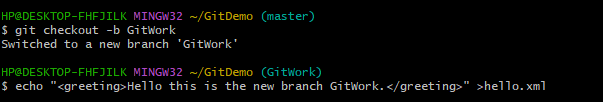 HP@DESKTOP-FHFJILK MINGW32 ~/GitDemo (master)
$ git checkout -b GitWork
Switched to a new branch 'GitWork'
HP@DESKTOP-FHFJILK MINGW32 ~/GitDemo (GitWork)
$ echo "<greeting>Hello this is the new branch GitWork.</greeting>" >hello.xml